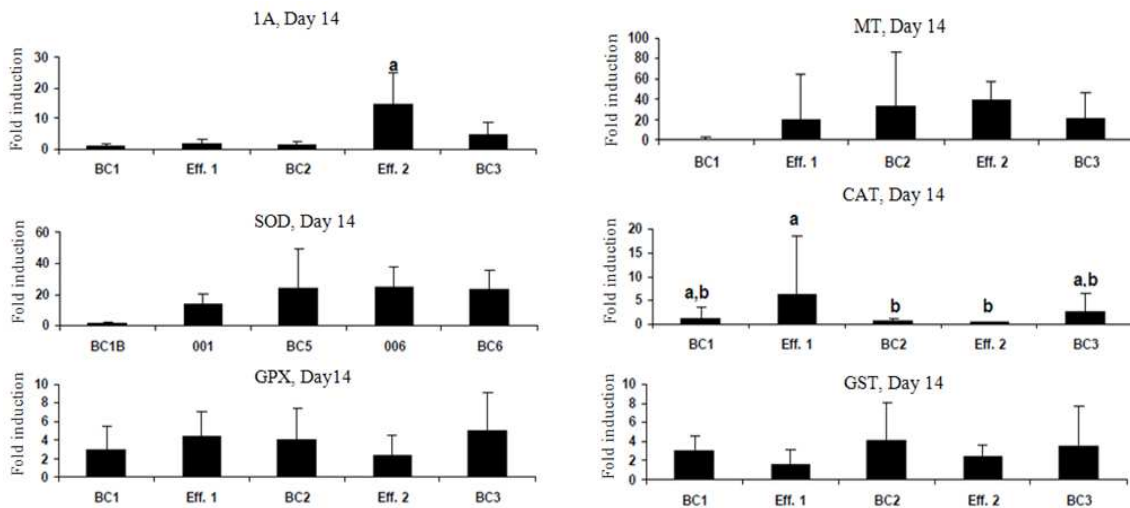 1A, Day 14
Fold induction
30
20
10
0
a
BC1 Eff. 1 BC2 Eff. 2 BC3
MT, Day 14
Fold induction
100
80
60
40
20
0
BC1 Eff. 1 BC2 Eff. 2 BC3
SOD, Day 14
Fold induction
60
40
20
0
BC1B 001 BC5 006 BC6
CAT, Day 14
Fold induction
20
15
10
5
0
a,b a b b a,b
BC1 Eff. 1 BC2 Eff. 2 BC3
GPX, Day14
Fold induction
10
8
6
4
2
0
BC1 Eff. 1 BC2 Eff. 2 BC3
GST, Day 14
Fold induction
10
8
6
4
2
0
BC1 Eff. 1 BC2 Eff. 2 BC3